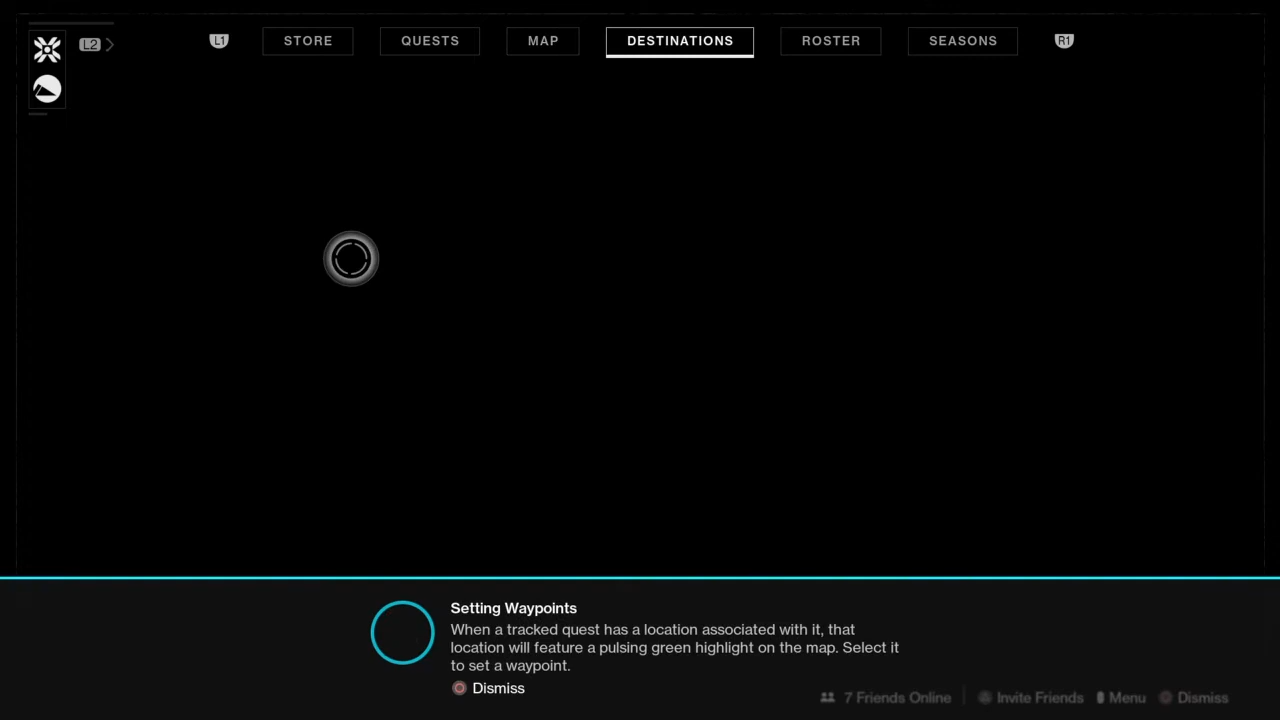 L2
L1
STORE
QUESTS
MAP
DESTINATIONS
ROSTER
SEASONS
R1
Setting Waypoints
When a tracked quest has a location associated with it, that
location will feature a pulsing green highlight on the map. Select it
to set a waypoint.
Dismiss
7 Friends Online
Invite Friends
Menu
Dismiss